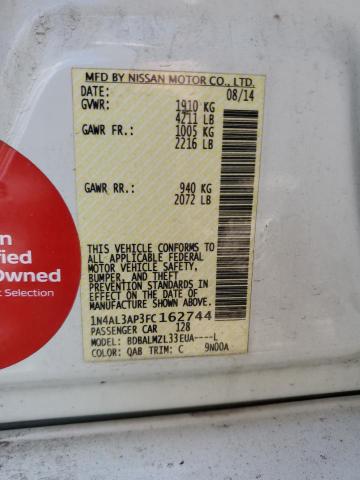 MFD BY NISSAN MOTOR CO., LTD.
DATE: 08/14
GVWR: 1910 KG
4211 LB
GAWR FR.: 1005 KG
2216 LB
GAWR RR.: 940 KG
2072 LB
THIS VEHICLE CONFORMS TO
ALL APPLICABLE FEDERAL
MOTOR VEHICLE SAFETY,
BUMPER, AND THEFT
PREVENTION STANDARDS IN
EFFECT ON THE DATE OF
MANUFACTURE SHOWN ABOVE.
1N4AL3AP3FC162744
PASSENGER CAR 128
MODEL: BDBALMZL33EUA----L
COLOR: QAB TRIM: C 9N00A
Owned
Selection